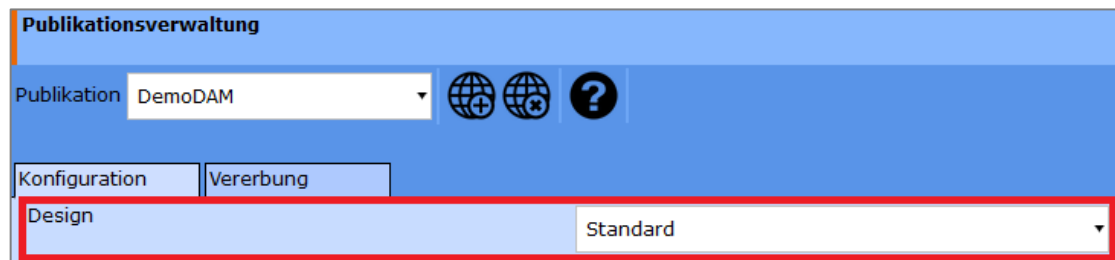 Publikationsverwaltung
Publikation DemoDAM
Konfiguration Vererbung
Design Standard